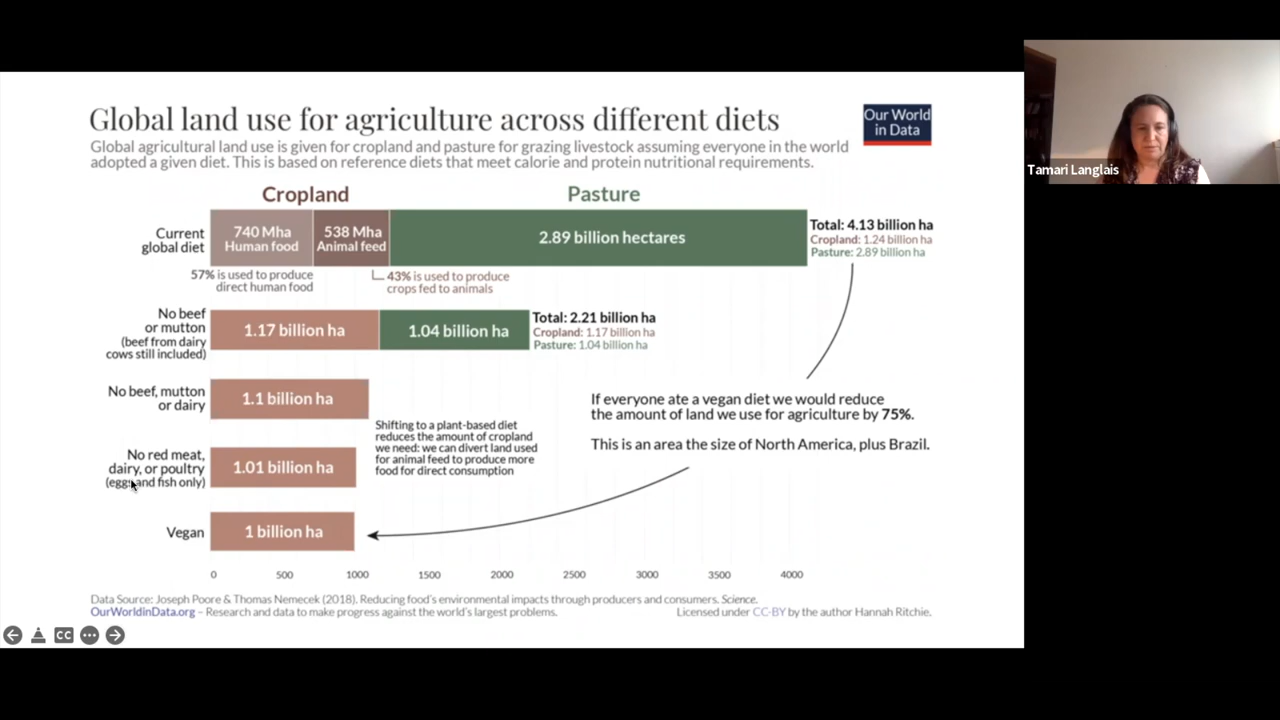 Global land use for agriculture across different diets
Our World
in Data
Global agricultural land use is given for cropland and pasture for grazing livestock assuming everyone in the world
adopted a given diet. This is based on reference diets that meet calorie and protein nutritional requirements.
Tamari Langlais
Cropland
Pasture
Current
global diet
740 Mha
Human food
538 Mha
Animal feed
2.89 billion hectares
Total: 4.13 billion ha
Cropland: 1.24 billion ha
Pasture: 2.89 billion ha
57% is used to produce
direct human food
43% is used to produce
crops fed to animals
No beef
or mutton
(beef from dairy
cows still included)
1.17 billion ha
1.04 billion ha
Total: 2.21 billion ha
Cropland: 1.17 billion ha
Pasture: 1.04 billion ha
No beef, mutton
or dairy
1.1 billion ha
If everyone ate a vegan diet we would reduce
the amount of land we use for agriculture by 75%.
This is an area the size of North America, plus Brazil.
Shifting to a plant-based diet
reduces the amount of cropland
we need: we can divert land used
for animal feed to produce more
food for direct consumption
No red meat,
dairy, or poultry
(eggs and fish only)
1.01 billion ha
Vegan
1 billion ha
0 500 1000 1500 2000 2500 3000 3500 4000
Data Source: Joseph Poore & Thomas Nemecek (2018). Reducing food's environmental impacts through producers and consumers. Science.
OurWorldinData.org – Research and data to make progress against the world's largest problems.
Licensed under CC-BY by the author Hannah Ritchie.
CC